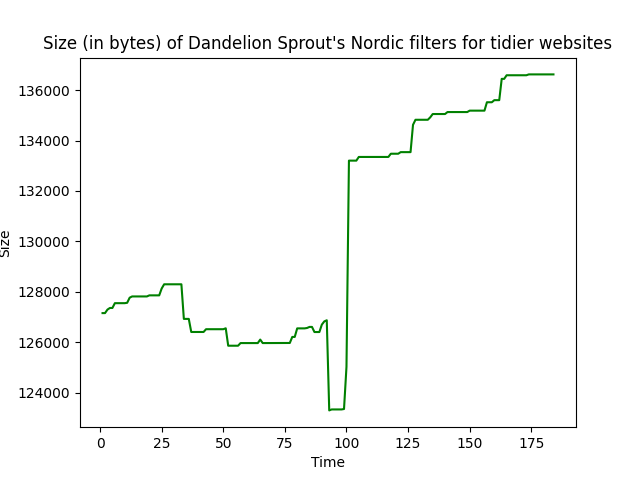 Size (in bytes) of Dandelion Sprout's Nordic filters for tidier websites
136000
134000
132000
130000
128000
126000
124000
Size
0 25 50 75 100 125 150 175
Time